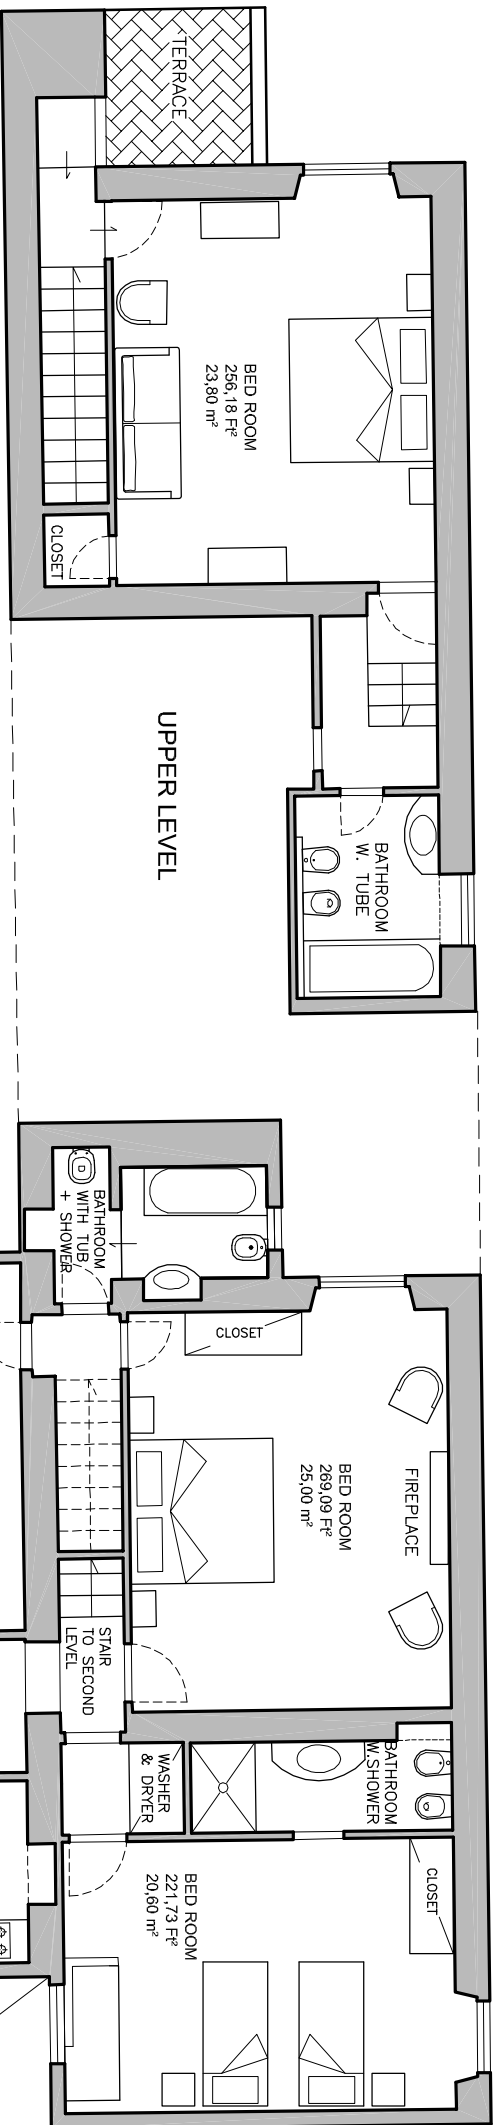 TERRACE
BED ROOM
256,18 Ft²
23,80 m²
CLOSET
UPPER LEVEL
BATHROOM
W. TUBE
BATHROOM
WITH TUB
+ SHOWER
CLOSET
FIREPLACE
BED ROOM
269,09 Ft²
25,00 m²
STAIR
TO SECOND
LEVEL
BATHROOM
W.SHOWER
WASHER
& DRYER
CLOSET
BED ROOM
221,73 Ft²
20,60 m²